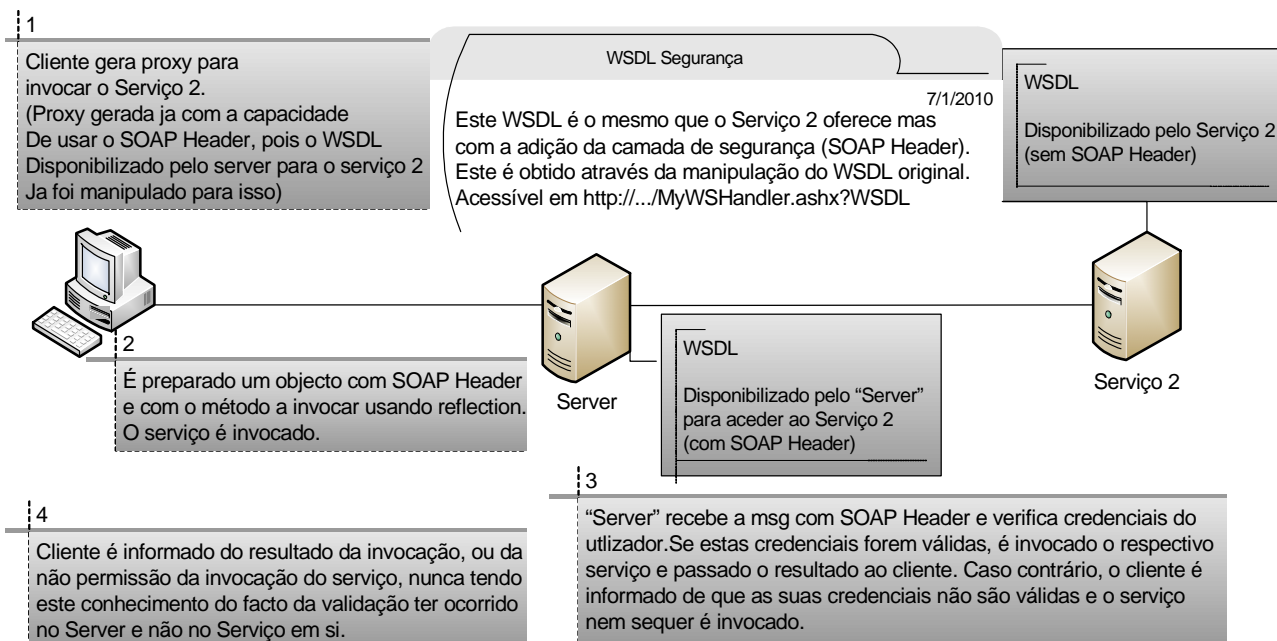 1
Cliente gera proxy para
invocar o Serviço 2.
(Proxy gerada ja com a capacidade
De usar o SOAP Header, pois o WSDL
Disponibilizado pelo server para o serviço 2
Ja foi manipulado para isso)
WSDL Segurança
7/1/2010
Este WSDL é o mesmo que o Serviço 2 oferece mas
com a adição da camada de segurança (SOAP Header).
Este é obtido através da manipulação do WSDL original.
Acessível em http://.../MyWSHandler.ashx?WSDL
WSDL
Disponibilizado pelo Serviço 2
(sem SOAP Header)
2
É preparado um objecto com SOAP Header
e com o método a invocar usando reflection.
O serviço é invocado.
Server
WSDL
Disponibilizado pelo “Server”
para aceder ao Serviço 2
(com SOAP Header)
Serviço 2
3
“Server” recebe a msg com SOAP Header e verifica credenciais do
utlizador.Se estas credenciais forem válidas, é invocado o respectivo
serviço e passado o resultado ao cliente. Caso contrário, o cliente é
informado de que as suas credenciais não são válidas e o serviço
nem sequer é invocado.
4
Cliente é informado do resultado da invocação, ou da
não permissão da invocação do serviço, nunca tendo
este conhecimento do facto da validação ter ocorrido
no Server e não no Serviço em si.